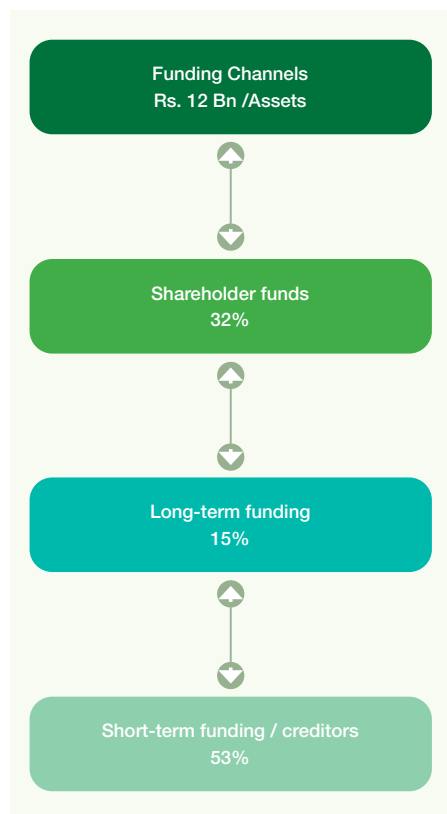 Funding Channels
Rs. 12 Bn /Assets
Shareholder funds
32%
Long-term funding
15%
Short-term funding / creditors
53%